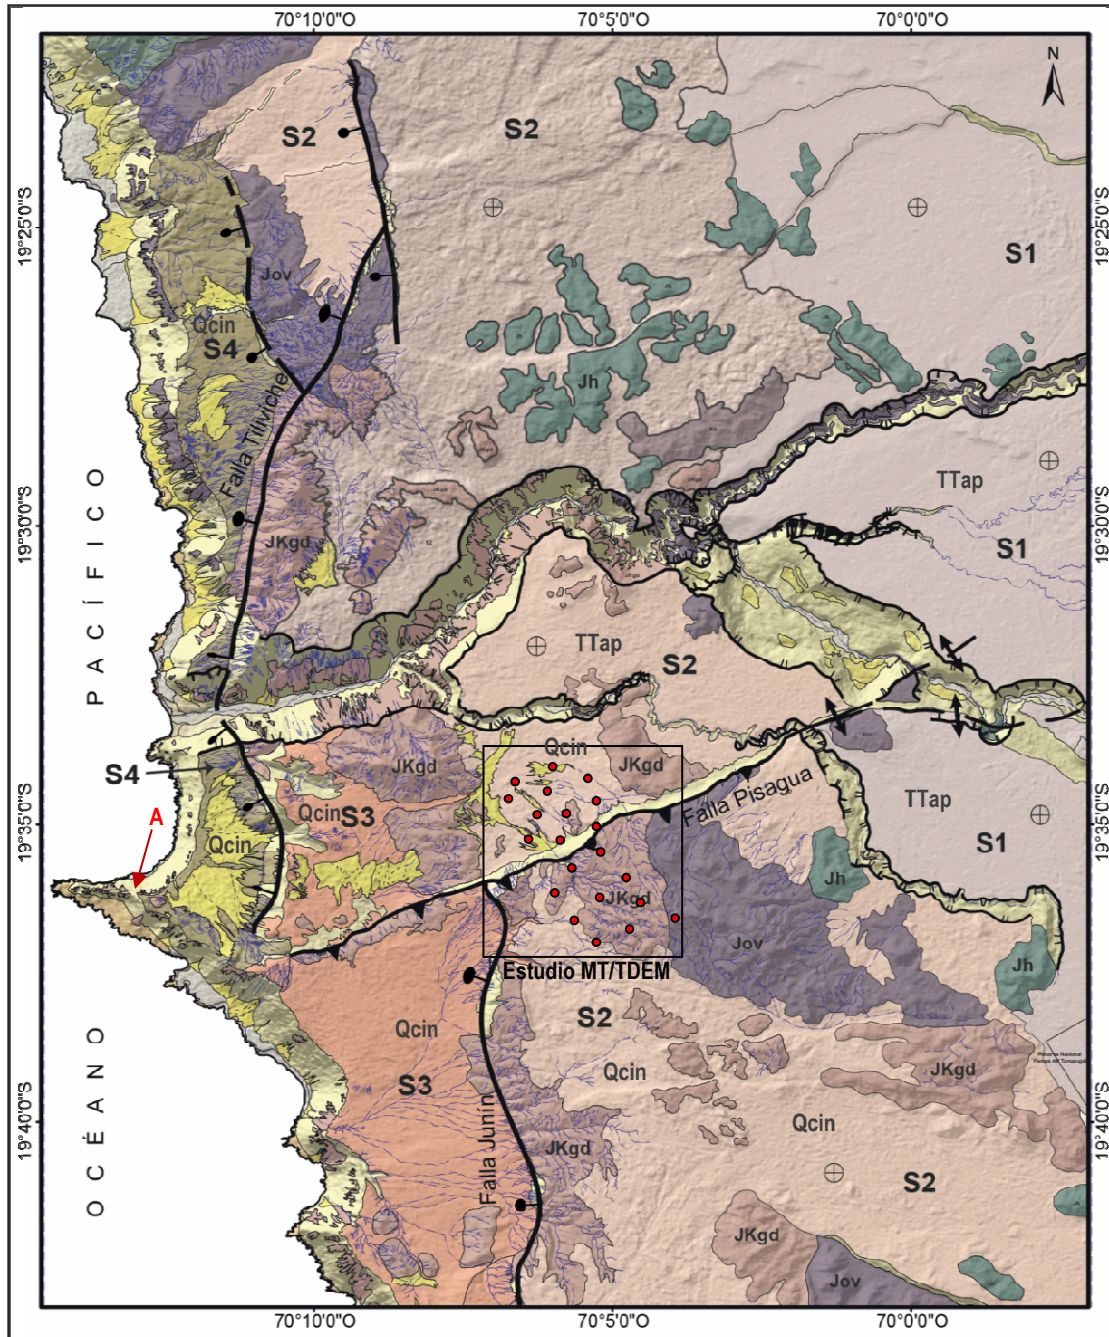 70°10'0"O 70°5'0"O 70°0'0"O
N
S2
S2
19°25'0"S
19°25'0"S
S1
Jov
Qcin
S4
Jh
Falla Tiliviche
TTap
PACÍFICO
19°30'0"S
19°30'0"S
S1
JKgd
TTap
S2
Qcin
JKgd
JKgd
S4
Falla Pisagua
TTap
Qcin S3
A
19°35'0"S
19°35'0"S
Qcin
S1
Jh
JKgd
Jov
Jh
Estudio MT/TDEM
S2
Qcin
OCÉANO
Qcin
JKgd
S3
Qcin
19°40'0"S
19°40'0"S
Falla Junín
JKgd
S2
JKgd
Jov
70°10'0"O 70°5'0"O 70°0'0"O